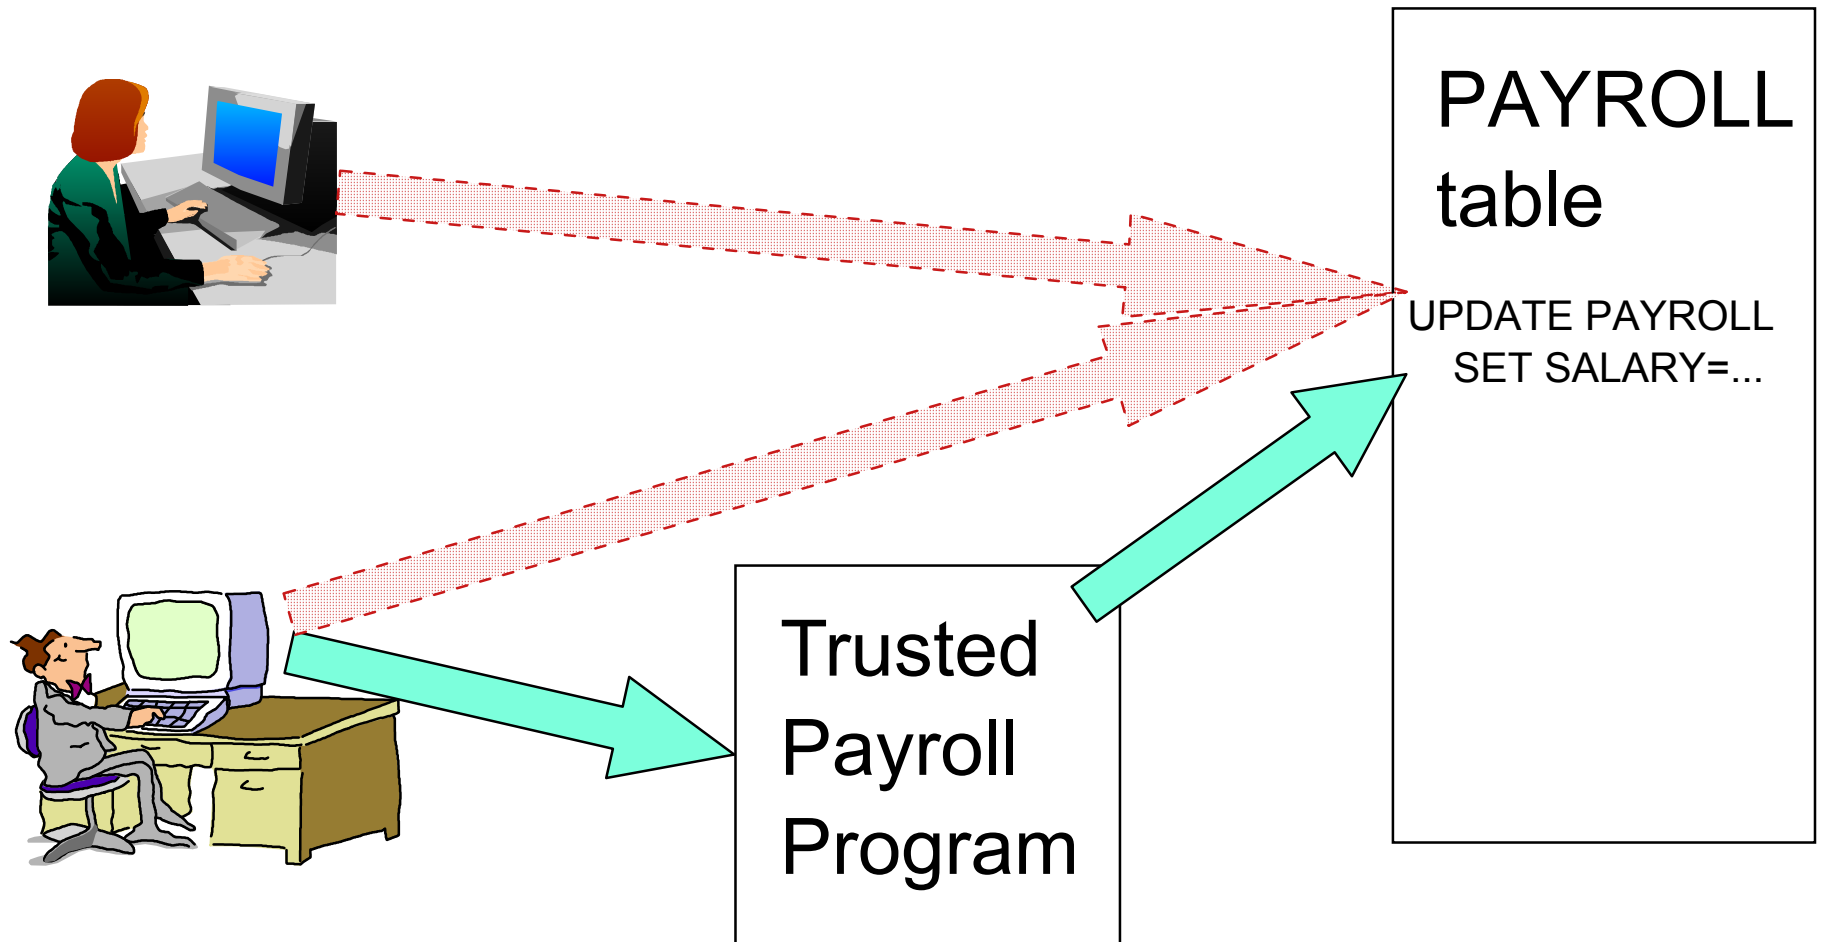 PAYROLL
table
UPDATE PAYROLL
SET SALARY=...
Trusted
Payroll
Program